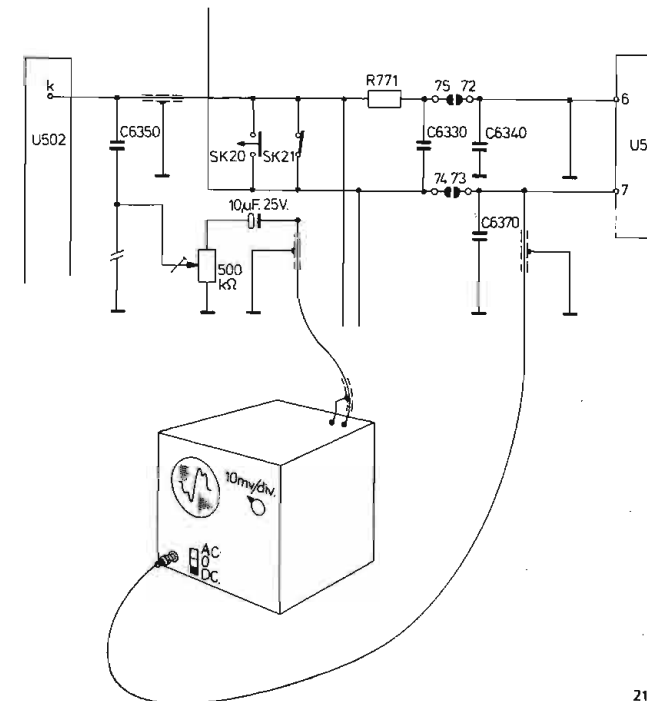 k
U502
C6350
SK20
SK21
R771
75 72
C6330
C6340
6
U5
74 73
7
C6370
10µF. 25V.
500
kΩ
10mv/div.
AC.
0
DC.
21